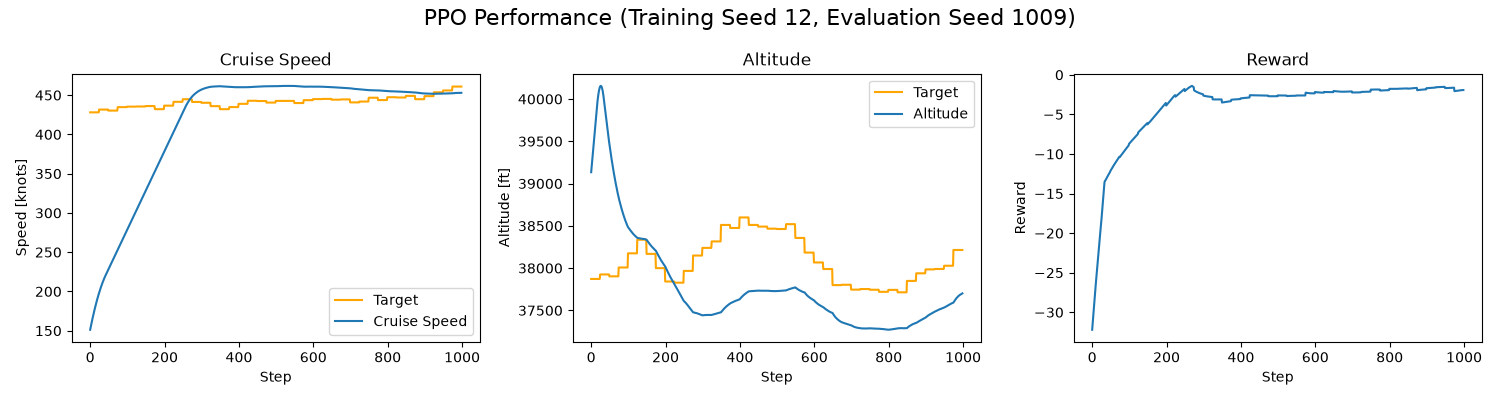 PPO Performance (Training Seed 12, Evaluation Seed 1009)
Cruise Speed
450
400
350
300
250
200
150
Speed [knots]
0 200 400 600 800 1000
Step
Target
Cruise Speed
Altitude
40000
39500
39000
38500
38000
37500
Altitude [ft]
0 200 400 600 800 1000
Step
Target
Altitude
Reward
0
−5
−10
−15
−20
−25
−30
Reward
0 200 400 600 800 1000
Step